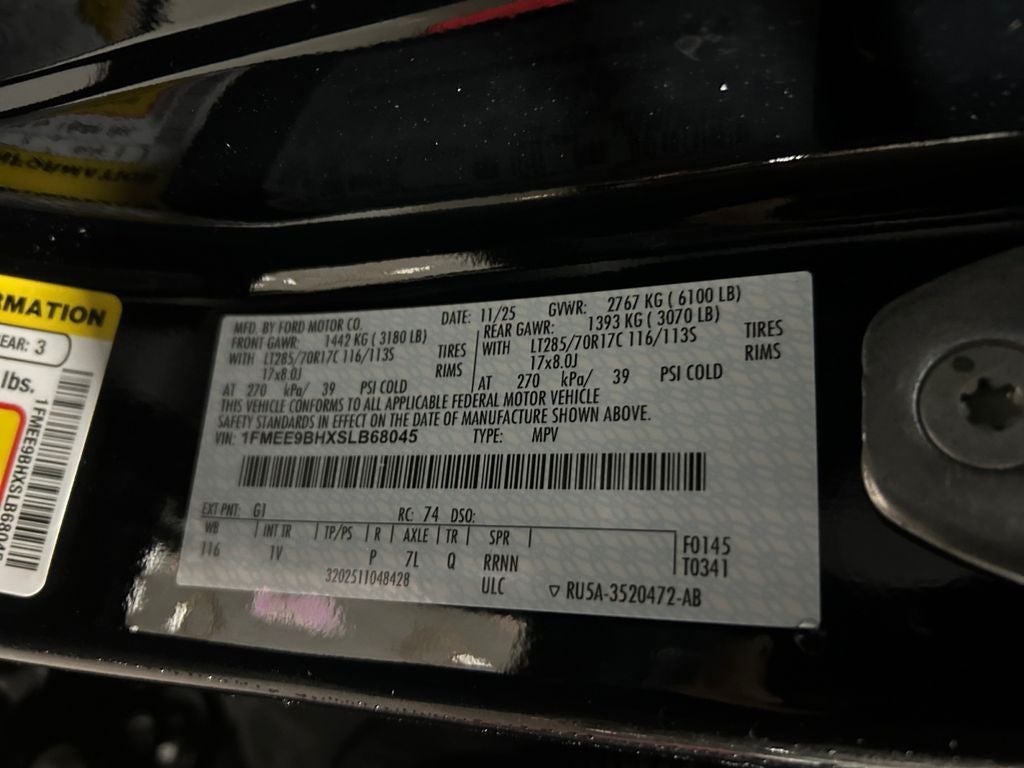 RMATION
EAR: 3
lbs.
1FMEE9BHXSLB6804
MFD. BY FORD MOTOR CO. DATE: 11/25 GVWR: 2767 KG ( 6100 LB)
FRONT GAWR: 1442 KG ( 3180 LB) REAR GAWR: 1393 KG ( 3070 LB)
WITH LT285/70R17C 116/113S TIRES WITH LT285/70R17C 116/113S TIRES
17x8.0J RIMS 17x8.0J RIMS
AT 270 kPa/ 39 PSI COLD AT 270 kPa/ 39 PSI COLD
THIS VEHICLE CONFORMS TO ALL APPLICABLE FEDERAL MOTOR VEHICLE
SAFETY STANDARDS IN EFFECT ON THE DATE OF MANUFACTURE SHOWN ABOVE.
VIN: 1FMEE9BHXSLB68045 TYPE: MPV
EXT PNT: G1 RC: 74 DSO:
WB INT TR TP/PS R AXLE TR SPR F0145
116 1V P 7L Q RRNN T0341
3202511048428 ULC ▽ RU5A-3520472-AB